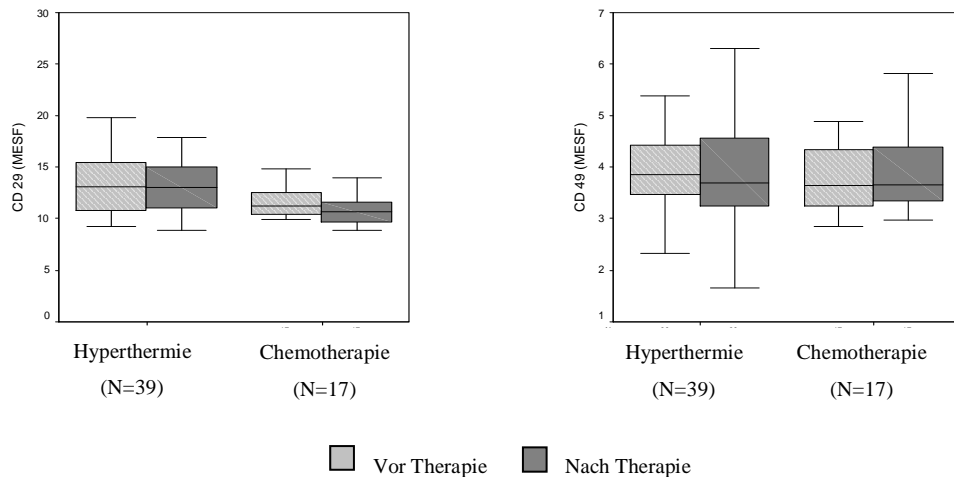 30
25
20
15
10
5
0
CD 29 (MESF)
Hyperthermie
(N=39)
Chemotherapie
(N=17)
7
6
5
4
3
2
1
CD 49 (MESF)
Hyperthermie
(N=39)
Chemotherapie
(N=17)
Vor Therapie
Nach Therapie